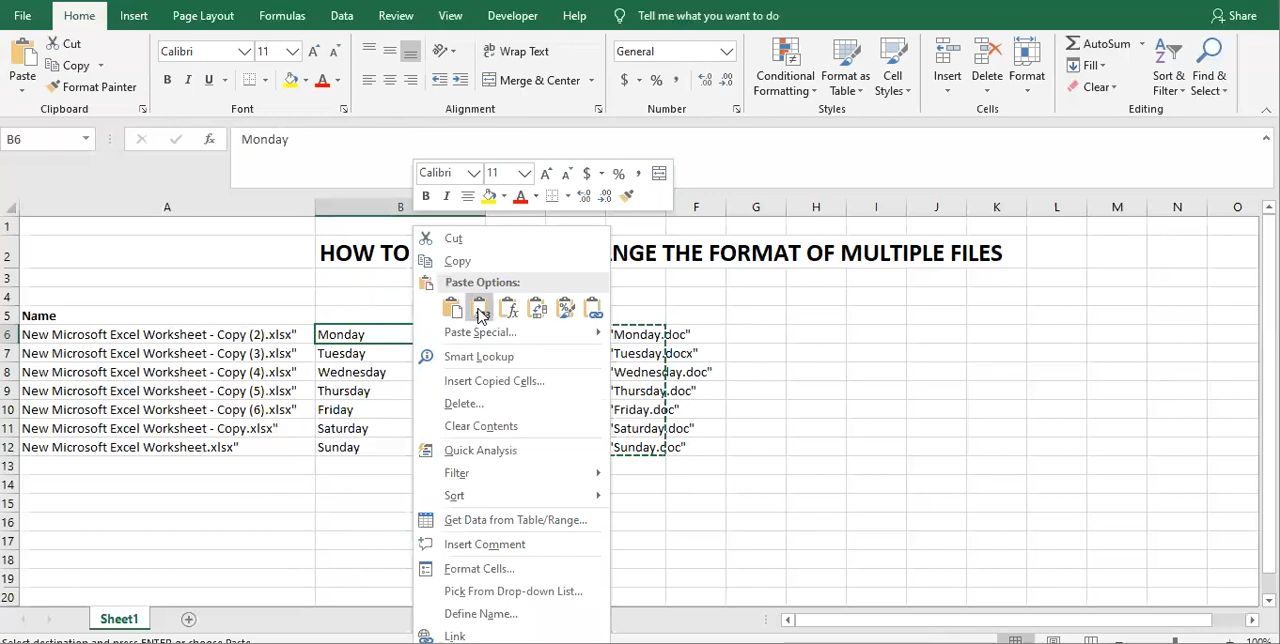 File Home Insert Page Layout Formulas Data Review View Developer Help Tell me what you want to do Share
Paste
Cut
Copy
Format Painter
Clipboard
Calibri 11
B I U
Font
Wrap Text
Merge & Center
Alignment
General
$ % ,
Number
Conditional Formatting
Format as Table
Cell Styles
Styles
Insert
Delete
Format
Cells
AutoSum
Fill
Clear
Sort & Filter
Find & Select
Editing
B6 fx Monday
Calibri 11 $ % ,
B I A
A B F G H I J K L M N O
1
2 HOW TO NGE THE FORMAT OF MULTIPLE FILES
3
4
5 Name
6 New Microsoft Excel Worksheet - Copy (2).xlsx" Monday "Monday.doc"
7 New Microsoft Excel Worksheet - Copy (3).xlsx" Tuesday "Tuesday.docx"
8 New Microsoft Excel Worksheet - Copy (4).xlsx" Wednesday "Wednesday.doc"
9 New Microsoft Excel Worksheet - Copy (5).xlsx" Thursday "Thursday.doc"
10 New Microsoft Excel Worksheet - Copy (6).xlsx" Friday "Friday.doc"
11 New Microsoft Excel Worksheet - Copy.xlsx" Saturday "Saturday.doc"
12 New Microsoft Excel Worksheet.xlsx" Sunday "Sunday.doc"
13
14
15
16
17
18
19
20
Cut
Copy
Paste Options:
Paste Special...
Smart Lookup
Insert Copied Cells...
Delete...
Clear Contents
Quick Analysis
Filter
Sort
Get Data from Table/Range...
Insert Comment
Format Cells...
Pick From Drop-down List...
Define Name...
Link
Sheet1
Select destination and press ENTER or choose Paste
100%